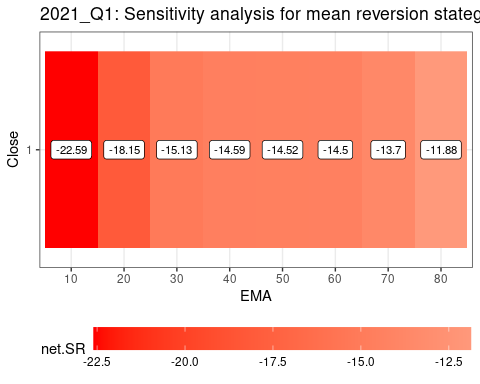 2021_Q1: Sensitivity analysis for mean reversion stateg
Close
1
-22.59 -18.15 -15.13 -14.59 -14.52 -14.5 -13.7 -11.88
10 20 30 40 50 60 70 80
EMA
net.SR
-22.5 -20.0 -17.5 -15.0 -12.5